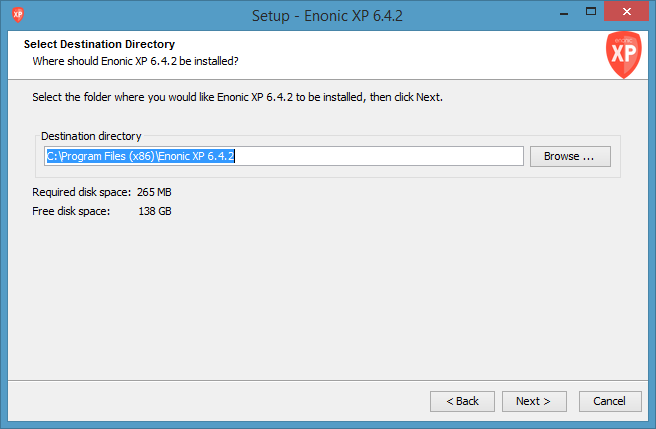 XP
Setup - Enonic XP 6.4.2
Select Destination Directory
Where should Enonic XP 6.4.2 be installed?
enonic
XP
Select the folder where you would like Enonic XP 6.4.2 to be installed, then click Next.
Destination directory
C:\Program Files (x86)\Enonic XP 6.4.2
Browse ...
Required disk space: 265 MB
Free disk space: 138 GB
< Back
Next >
Cancel